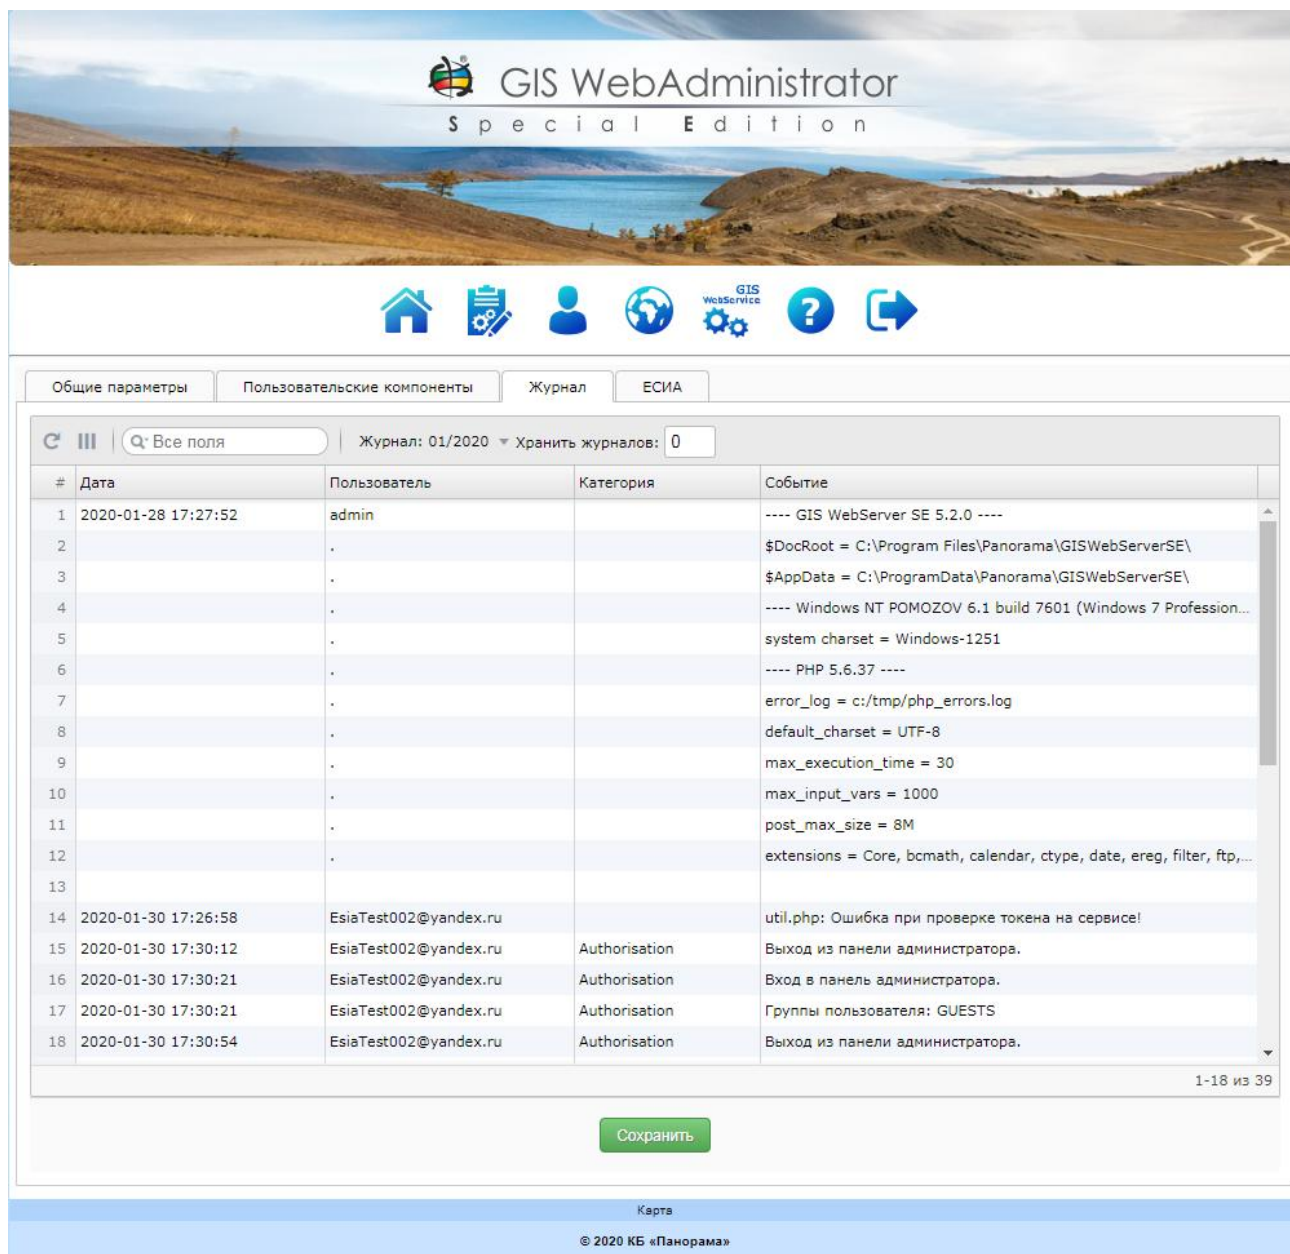 GIS WebAdministrator
Special Edition
GIS
WebService
Общие параметры
Пользовательские компоненты
Журнал
ЕСИА
Все поля
Журнал: 01/2020
Хранить журналов: 0
# Дата Пользователь Категория Событие
1 2020-01-28 17:27:52 admin ---- GIS WebServer SE 5.2.0 ----
2 . $DocRoot = C:\Program Files\Panorama\GISWebServerSE\
3 . $AppData = C:\ProgramData\Panorama\GISWebServerSE\
4 . ---- Windows NT POMOZOV 6.1 build 7601 (Windows 7 Profession...
5 . system charset = Windows-1251
6 . ---- PHP 5.6.37 ----
7 . error_log = c:/tmp/php_errors.log
8 . default_charset = UTF-8
9 . max_execution_time = 30
10 . max_input_vars = 1000
11 . post_max_size = 8M
12 . extensions = Core, bcmath, calendar, ctype, date, ereg, filter, ftp,...
13
14 2020-01-30 17:26:58 EsiaTest002@yandex.ru util.php: Ошибка при проверке токена на сервисе!
15 2020-01-30 17:30:12 EsiaTest002@yandex.ru Authorisation Выход из панели администратора.
16 2020-01-30 17:30:21 EsiaTest002@yandex.ru Authorisation Вход в панель администратора.
17 2020-01-30 17:30:21 EsiaTest002@yandex.ru Authorisation Группы пользователя: GUESTS
18 2020-01-30 17:30:54 EsiaTest002@yandex.ru Authorisation Выход из панели администратора.
1-18 из 39
Сохранить
Карта
© 2020 КБ «Панорама»